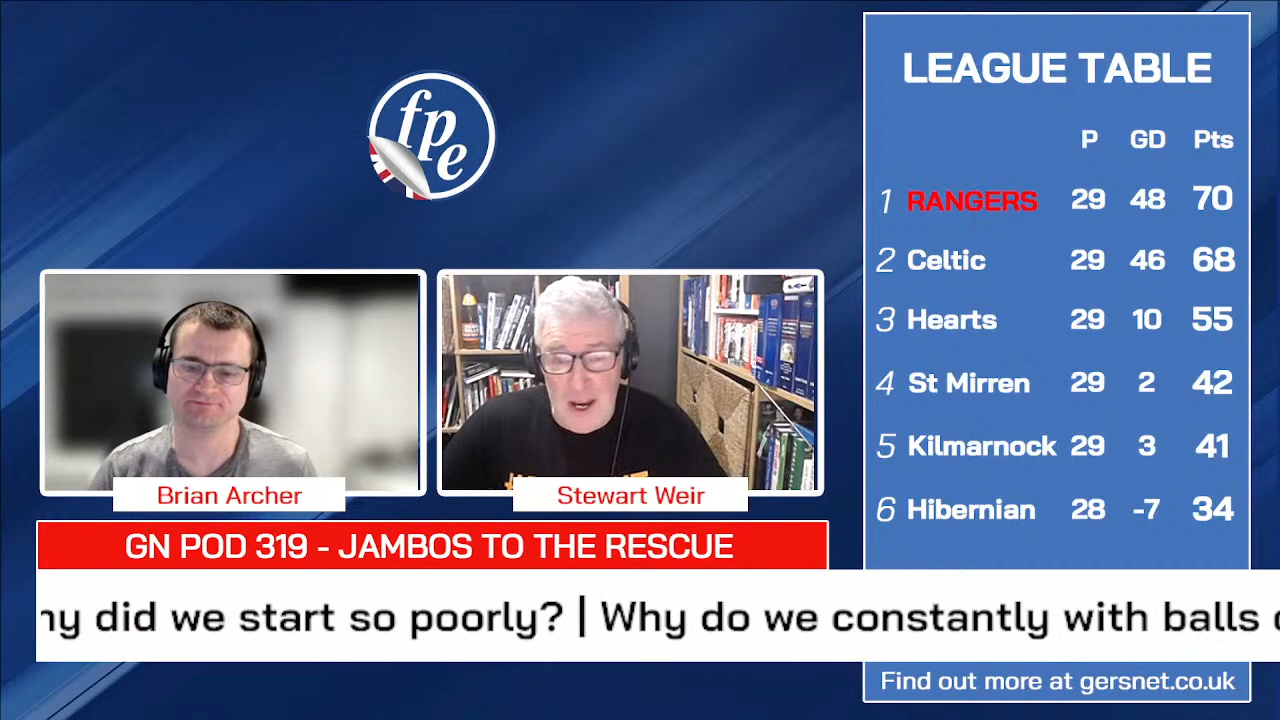 fpe
Brian Archer
Stewart Weir
GN POD 319 - JAMBOS TO THE RESCUE
did we start so poorly? | Why do we constantly with balls
LEAGUE TABLE
P GD Pts
1 RANGERS 29 48 70
2 Celtic 29 46 68
3 Hearts 29 10 55
4 St Mirren 29 2 42
5 Kilmarnock 29 3 41
6 Hibernian 28 -7 34
Find out more at gersnet.co.uk